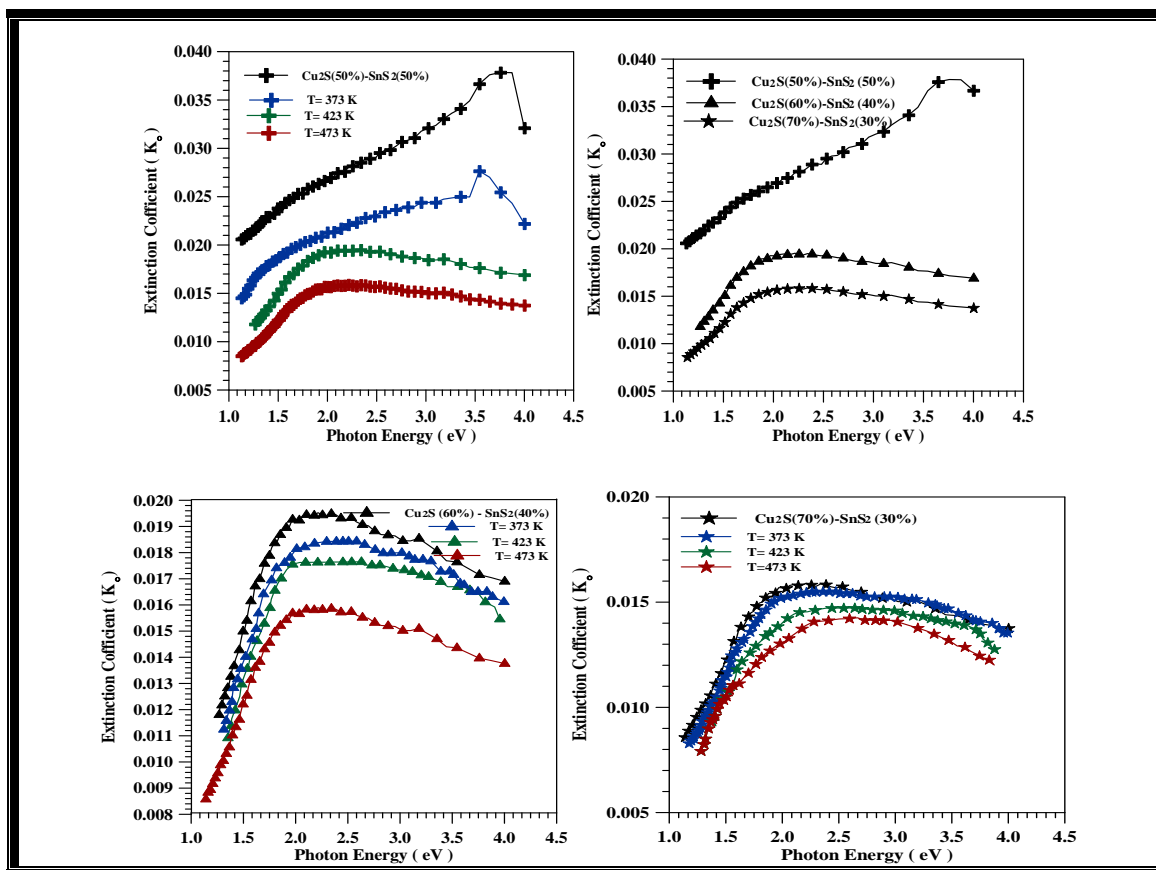 0.040
0.035
0.030
0.025
0.020
0.015
0.010
0.005
Extinction Cofficient ( Ko )
Cu2S(50%)-SnS2(50%)
T= 373 K
T= 423 K
T=473 K
1.0 1.5 2.0 2.5 3.0 3.5 4.0 4.5
Photon Energy ( eV )
0.040
0.035
0.030
0.025
0.020
0.015
0.010
0.005
Extinction Cofficient ( Ko )
Cu2S(50%)-SnS2 (50%)
Cu2S(60%)-SnS2 (40%)
Cu2S(70%)-SnS2(30%)
1.0 1.5 2.0 2.5 3.0 3.5 4.0 4.5
Photon Energy ( eV )
0.020
0.019
0.018
0.017
0.016
0.015
0.014
0.013
0.012
0.011
0.010
0.009
0.008
Extinction Cofficient ( Ko )
Cu2S (60%) - SnS2(40%)
T= 373 K
T= 423 K
T= 473 K
1.0 1.5 2.0 2.5 3.0 3.5 4.0 4.5
Photon Energy ( eV )
0.020
0.015
0.010
0.005
Extinction Cofficient ( Ko )
Cu2S(70%)-SnS2 (30%)
T= 373 K
T= 423 K
T=473 K
1.0 1.5 2.0 2.5 3.0 3.5 4.0 4.5
Photon Energy ( eV )